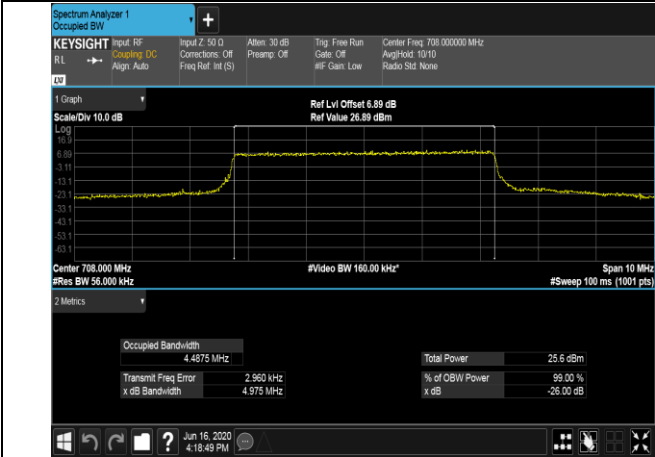 Spectrum Analyzer 1
Occupied BW
+
KEYSIGHT Input: RF Input Z: 50 Ω Atten: 30 dB Trig: Free Run Center Freq: 708.000000 MHz
RL Coupling: DC Corrections: Off Preamp: Off Gate: Off Avg|Hold: 10/10
Align: Auto Freq Ref: Int (S) #IF Gain: Low Radio Std: None
LXI
1 Graph
Ref Lvl Offset 6.89 dB
Scale/Div 10.0 dB Ref Value 26.89 dBm
Log
16.9
6.89
-3.11
-13.1
-23.1
-33.1
-43.1
-53.1
-63.1
Center 708.000 MHz #Video BW 160.00 kHz* Span 10 MHz
#Res BW 56.000 kHz #Sweep 100 ms (1001 pts)
2 Metrics
Occupied Bandwidth
4.4875 MHz Total Power 25.6 dBm
Transmit Freq Error 2.960 kHz % of OBW Power 99.00 %
x dB Bandwidth 4.975 MHz x dB -26.00 dB
? Jun 16, 2020
4:18:49 PM